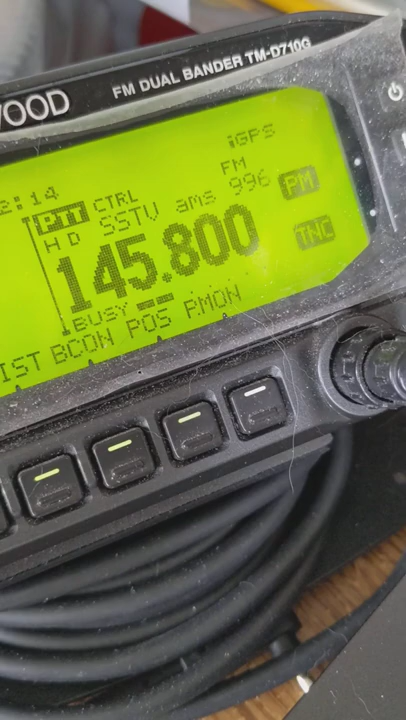 WOOD
FM DUAL BANDER TM-D710G
iGPS
2:14
PTT CTRL FM
H D SSTV ams 996 PM
145.800 TNC
BUSY
IST BCON POS P.MON